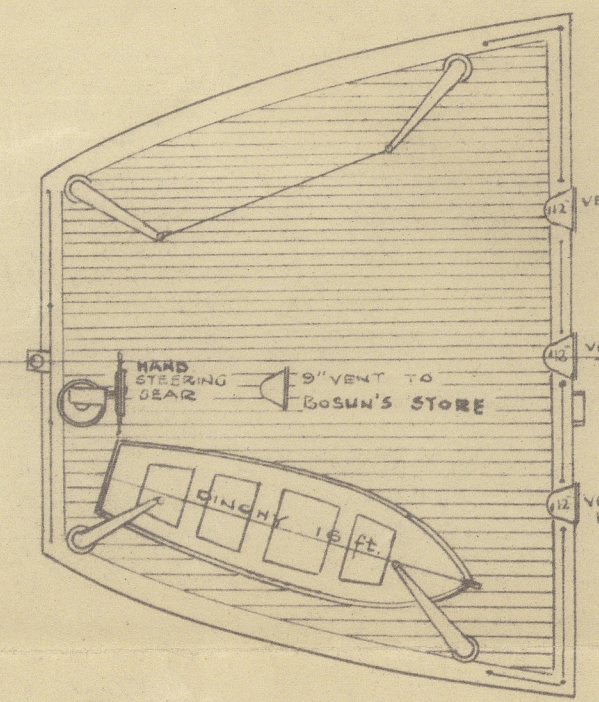 HAND
STEERING
GEAR
9" VENT TO
BOSUN'S STORE
DINGHY 16 ft.
12"
12"
12"